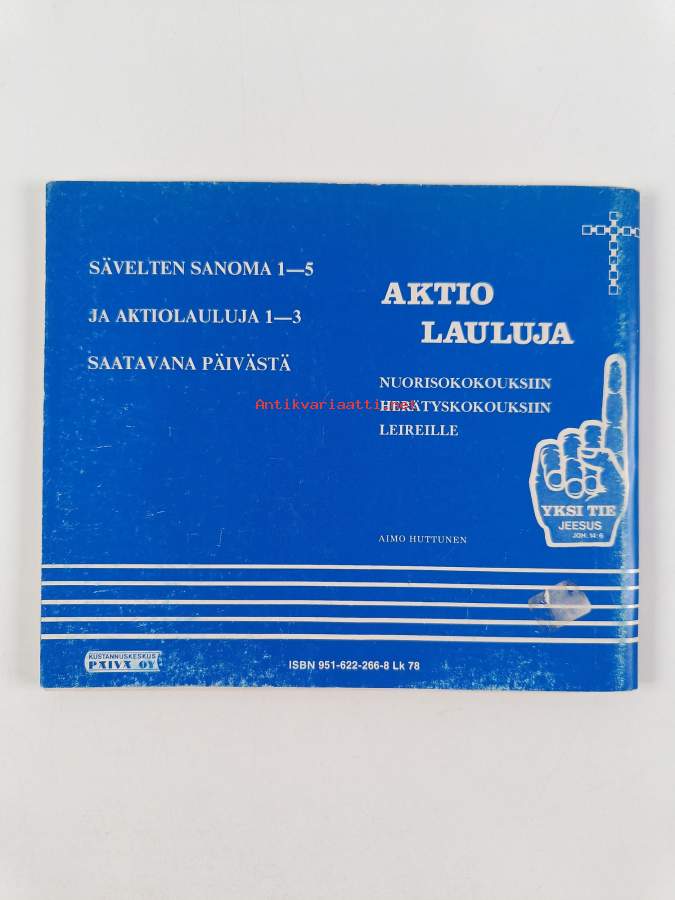 SÄVELTEN SANOMA 1—5
JA AKTIOLAULUJA 1—3
SAATAVANA PÄIVÄSTÄ
AKTIO
LAULUJA
NUORISOKOKOUKSIIN
HERÄTYSKOKOUKSIIN
LEIREILLE
Antikvariaatti.net
YKSI TIE
JEESUS
JOH. 14:6
AIMO HUTTUNEN
KUSTANNUSKESKUS
PÄIVÄ OY
ISBN 951-622-266-8 Lk 78